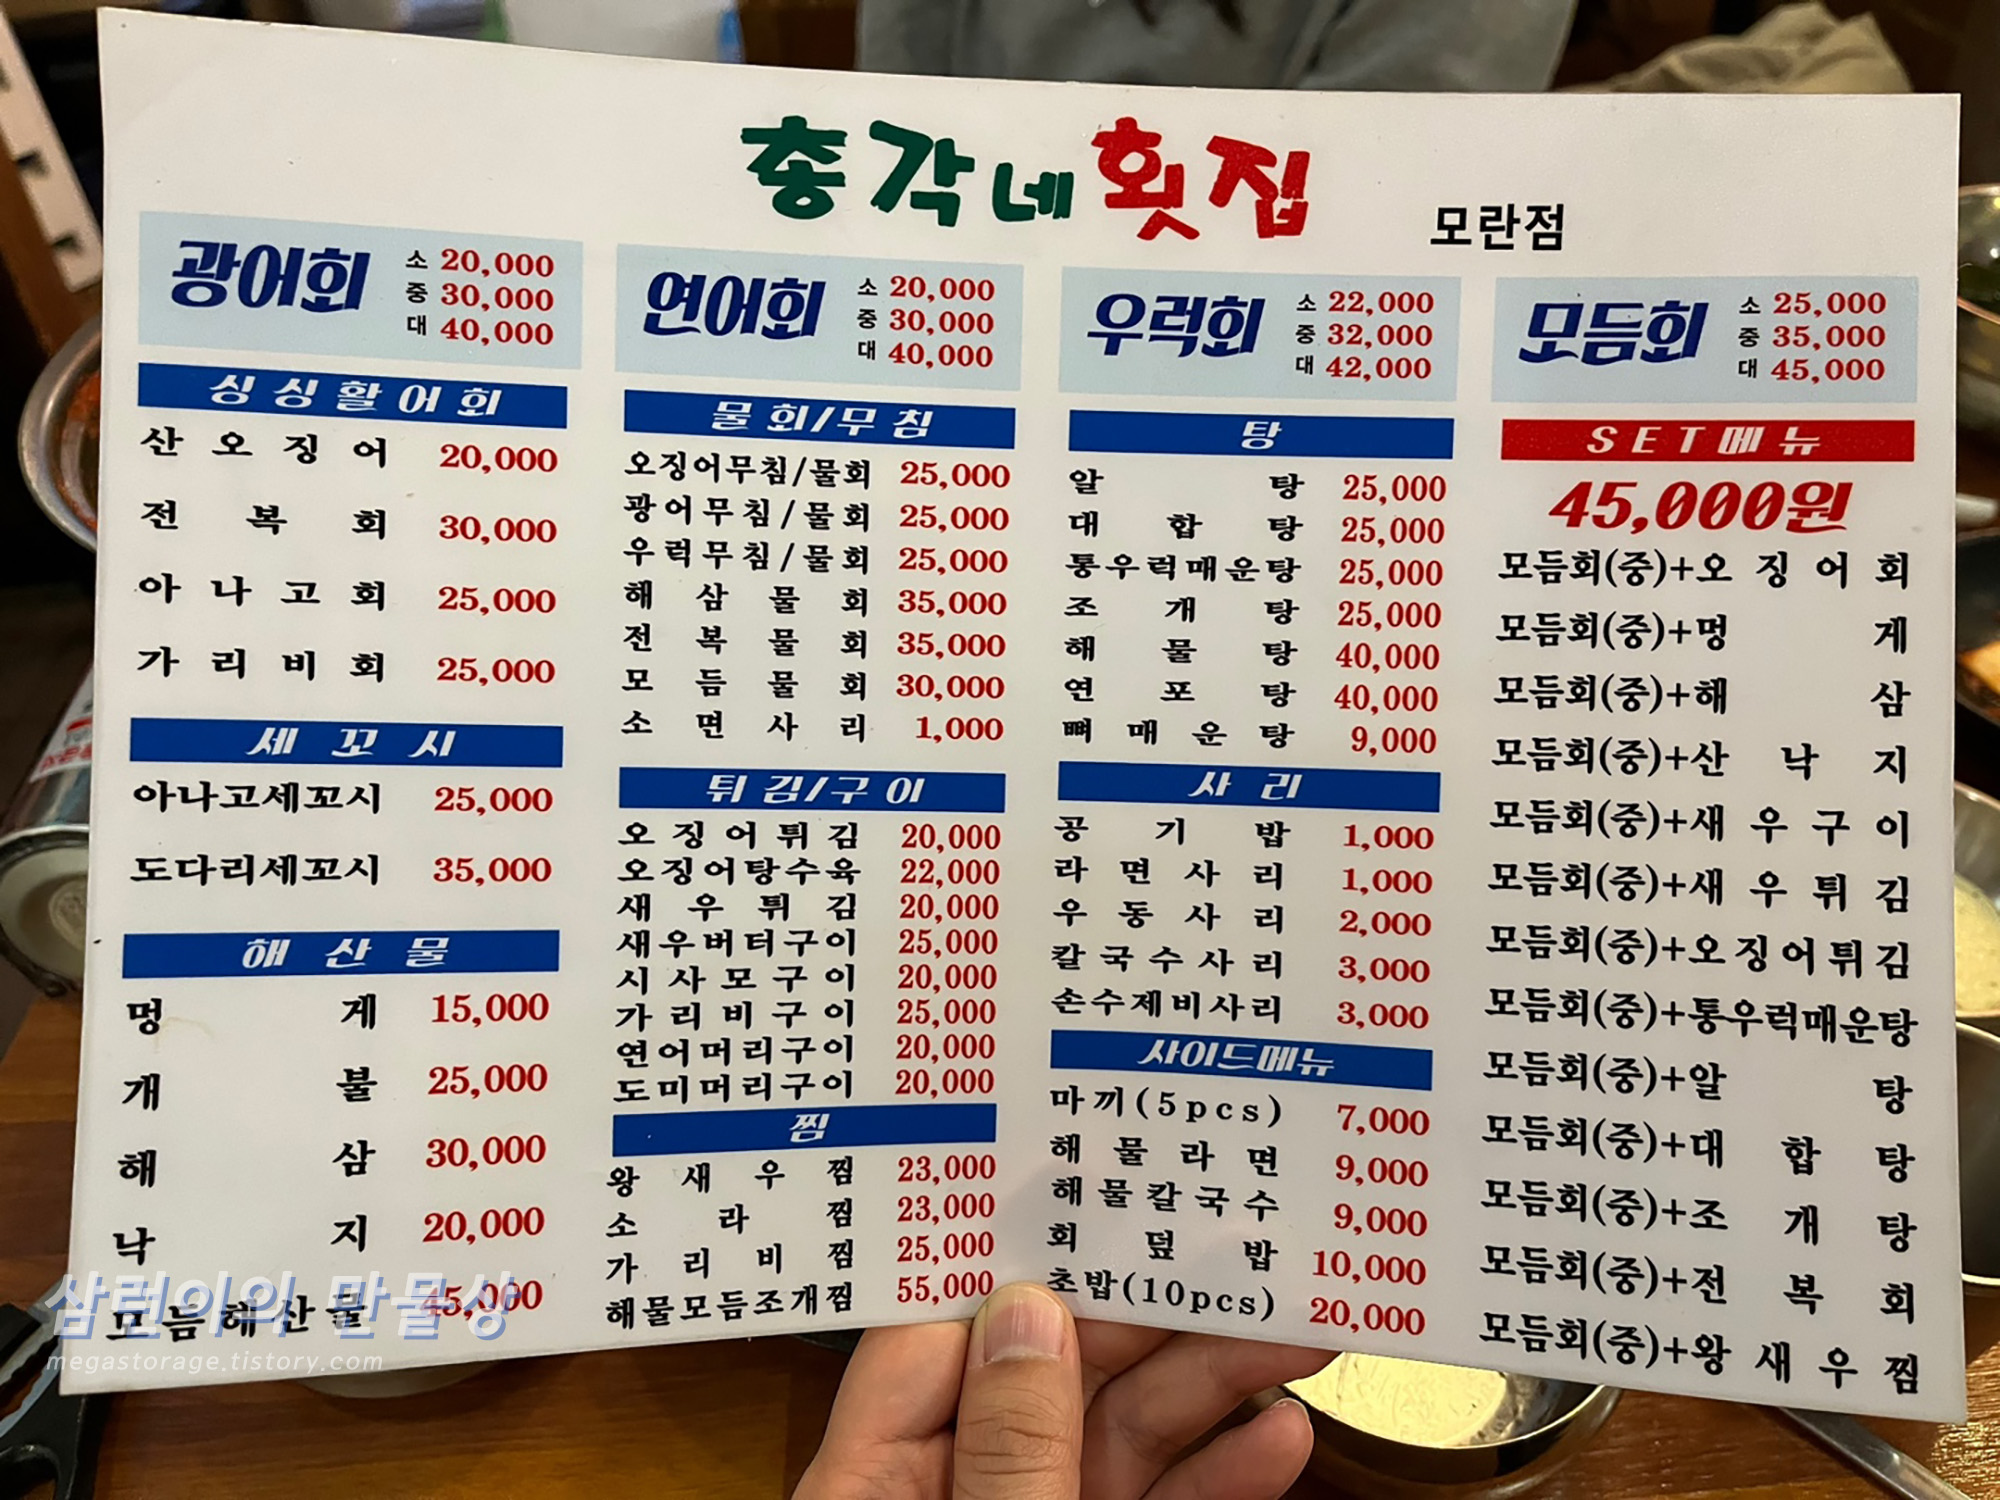 총각네횟집 모란점
광어회
소 20,000
중 30,000
대 40,000
연어회
소 20,000
중 30,000
대 40,000
우럭회
소 22,000
중 32,000
대 42,000
모듬회
소 25,000
중 35,000
대 45,000
싱싱활어회
산오징어 20,000
전복회 30,000
아나고회 25,000
가리비회 25,000
세꼬시
아나고세꼬시 25,000
도다리세꼬시 35,000
해산물
멍게 15,000
개불 25,000
해삼 30,000
낙지 20,000
모듬해산물 45,000
물회/무침
오징어무침/물회 25,000
광어무침/물회 25,000
우럭무침/물회 25,000
해삼물회 35,000
전복물회 35,000
모듬물회 30,000
소면사리 1,000
튀김/구이
오징어튀김 20,000
오징어탕수육 22,000
새우튀김 20,000
새우버터구이 25,000
시사모구이 20,000
가리비구이 25,000
연어머리구이 20,000
도미머리구이 20,000
찜
왕새우찜 23,000
소라찜 23,000
가리비찜 25,000
해물모듬조개찜 55,000
탕
알탕 25,000
대합탕 25,000
통우럭매운탕 25,000
조개탕 25,000
해물탕 40,000
연포탕 40,000
뼈매운탕 9,000
사리
공기밥 1,000
라면사리 1,000
우동사리 2,000
칼국수사리 3,000
손수제비사리 3,000
사이드메뉴
마끼(5pcs) 7,000
해물라면 9,000
해물칼국수 9,000
회덮밥 10,000
초밥(10pcs) 20,000
SET메뉴
45,000원
모듬회(중)+오징어회
모듬회(중)+멍게
모듬회(중)+해삼
모듬회(중)+산낙지
모듬회(중)+새우구이
모듬회(중)+새우튀김
모듬회(중)+오징어튀김
모듬회(중)+통우럭매운탕
모듬회(중)+알탕
모듬회(중)+대합탕
모듬회(중)+조개탕
모듬회(중)+전복회
모듬회(중)+왕새우찜
삼런이의 만물상
megastorage.tistory.com